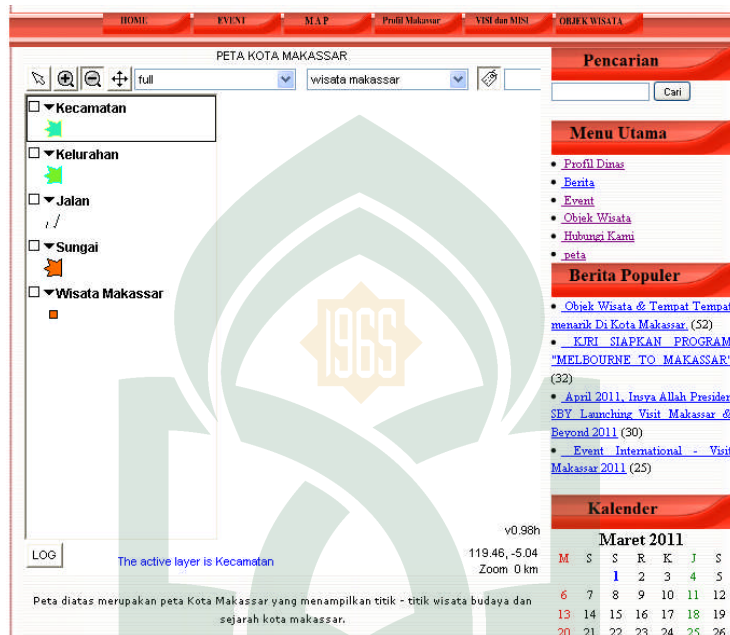 HOME EVENT MAP Profil Makassar VISI dan MISI OBJEK WISATA
PETA KOTA MAKASSAR
full wisata makassar
Kecamatan
Kelurahan
Jalan
Sungai
Wisata Makassar
1965
v0.98h
LOG
The active layer is Kecamatan
119.46, -5.04
Zoom 0 km
Peta diatas merupakan peta Kota Makassar yang menampilkan titik - titik wisata budaya dan
sejarah kota makassar.
Pencarian
Cari
Menu Utama
Profil Dinas
Berita
Event
Objek Wisata
Hubungi Kami
peta
Berita Populer
Objek Wisata & Tempat Tempat
menarik Di Kota Makassar. (52)
KJRI SIAPKAN PROGRAM
"MELBOURNE TO MAKASSAR"
(32)
April 2011, Insya Allah Presiden
SBY Launching Visit Makassar &
Beyond 2011 (30)
Event International - Visit
Makassar 2011 (25)
Kalender
Maret 2011
M S S R K J S
1 2 3 4 5
6 7 8 9 10 11 12
13 14 15 16 17 18 19
20 21 22 23 24 25 26